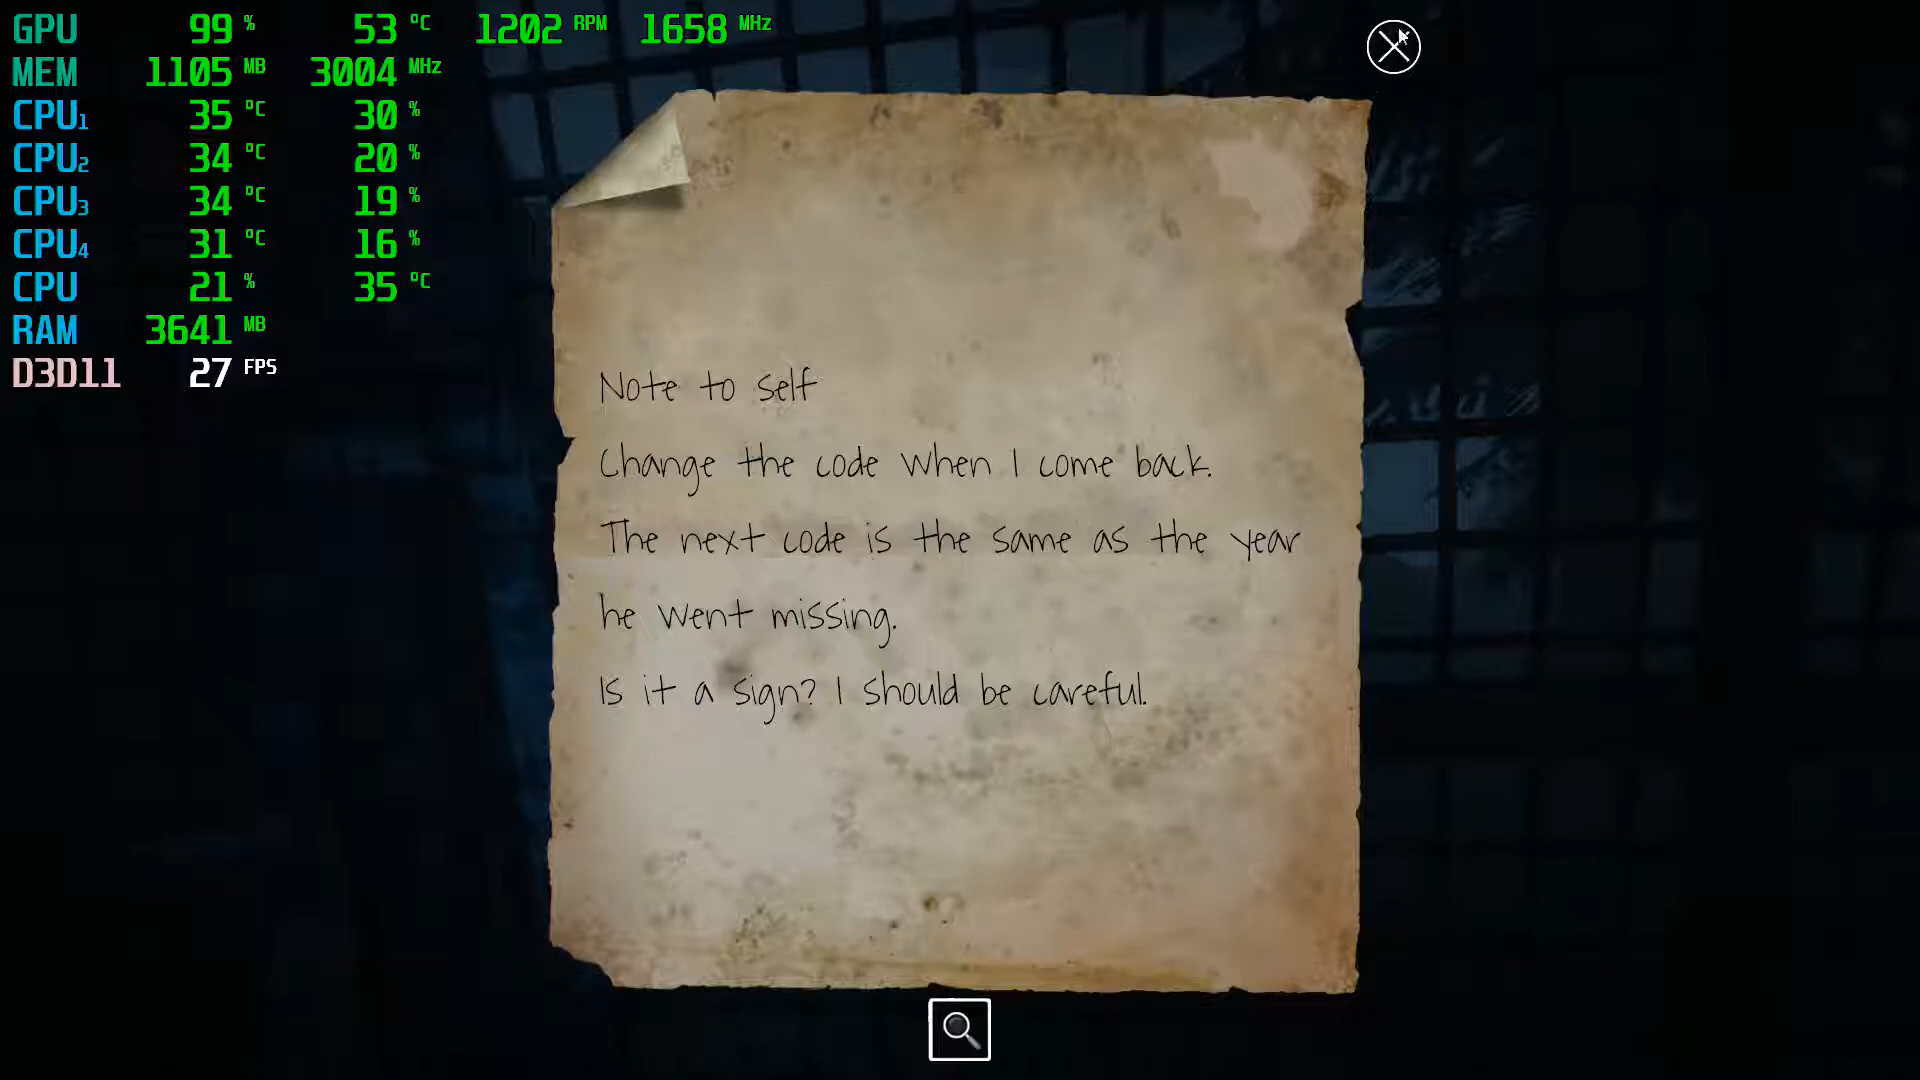 GPU 99 % 53 °C 1202 RPM 1658 MHz
MEM 1105 MB 3004 MHz
CPU1 35 °C 30 %
CPU2 34 °C 20 %
CPU3 34 °C 19 %
CPU4 31 °C 16 %
CPU 21 % 35 °C
RAM 3641 MB
D3D11 27 FPS
Note to self
Change the code when I come back.
The next code is the same as the year
he went missing.
Is it a sign? I should be careful.